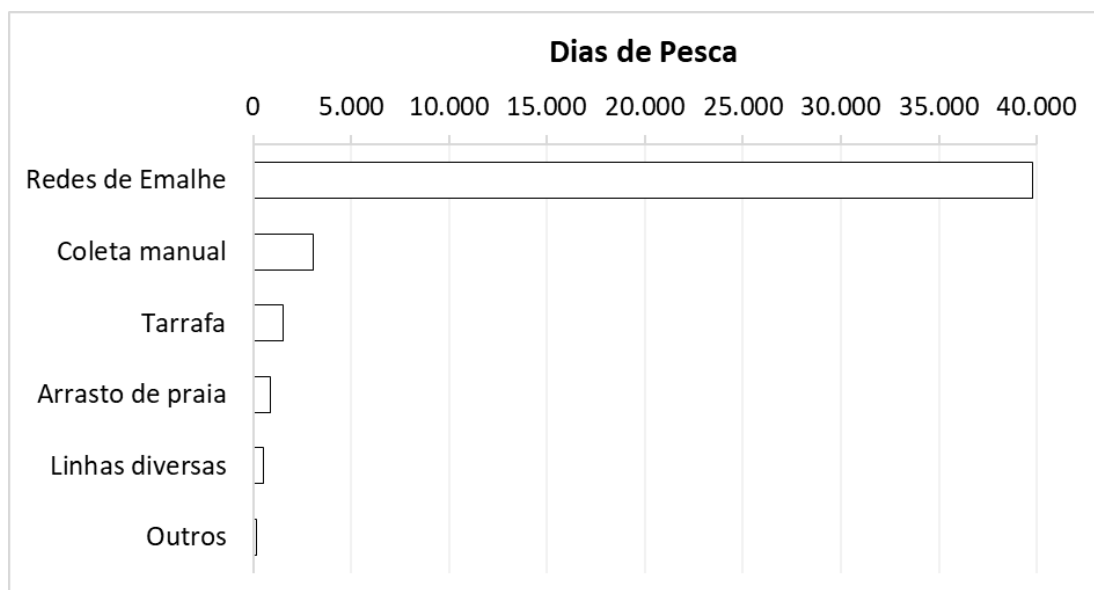 Dias de Pesca
0 5.000 10.000 15.000 20.000 25.000 30.000 35.000 40.000
Redes de Emalhe
Coleta manual
Tarrafa
Arrasto de praia
Linhas diversas
Outros